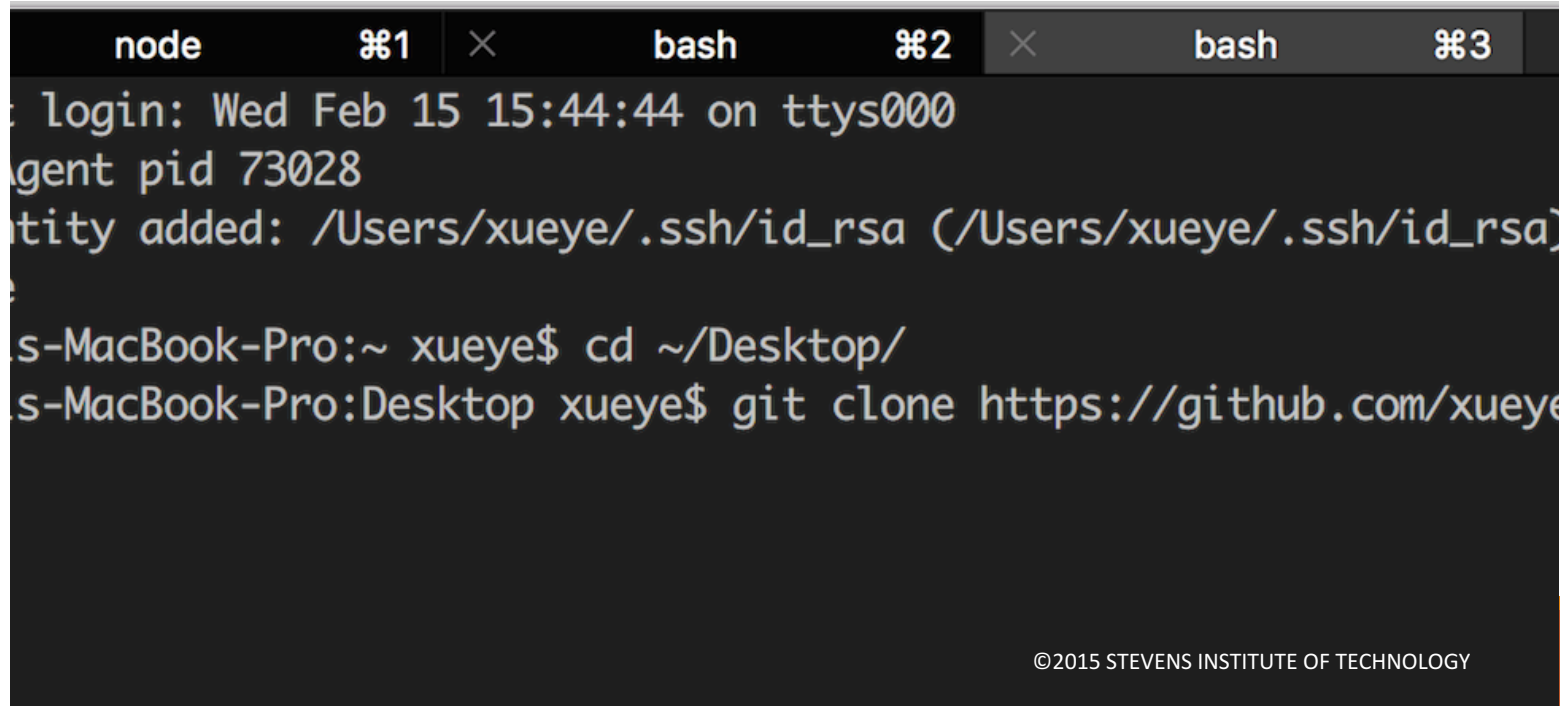 node ⌘1 × bash ⌘2 × bash ⌘3
login: Wed Feb 15 15:44:44 on ttys000
gent pid 73028
tity added: /Users/xueye/.ssh/id_rsa (/Users/xueye/.ssh/id_rsa)
s-MacBook-Pro:~ xueye$ cd ~/Desktop/
s-MacBook-Pro:Desktop xueye$ git clone https://github.com/xueye
©2015 STEVENS INSTITUTE OF TECHNOLOGY